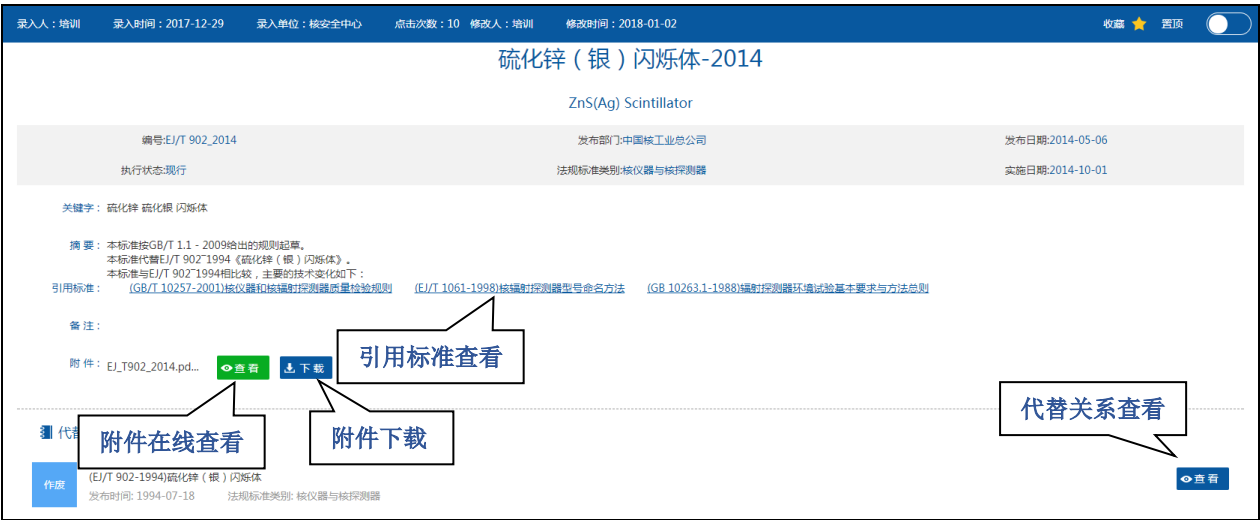 录入人：培训 录入时间：2017-12-29 录入单位：核安全中心 点击次数：10 修改人：培训 修改时间：2018-01-02 收藏 置顶
硫化锌（银）闪烁体-2014
ZnS(Ag) Scintillator
编号:EJ/T 902_2014 发布部门:中国核工业总公司 发布日期:2014-05-06
执行状态:现行 法规标准类别:核仪器与核探测器 实施日期:2014-10-01
关键字： 硫化锌 硫化银 闪烁体
摘 要： 本标准按GB/T 1.1 - 2009给出的规则起草。
本标准代替EJ/T 902‾1994《硫化锌（银）闪烁体》。
本标准与EJ/T 902‾1994相比较，主要的技术变化如下：
引用标准： (GB/T 10257-2001)核仪器和核辐射探测器质量检验规则 (EJ/T 1061-1998)核辐射探测器型号命名方法 (GB 10263.1-1988)辐射探测器环境试验基本要求与方法总则
备 注：
引用标准查看
附 件： EJ_T902_2014.pd... 查看 下载
代替关系查看
代替
附件在线查看 附件下载
作废 (EJ/T 902-1994)硫化锌（银）闪烁体
发布时间: 1994-07-18 法规标准类别: 核仪器与核探测器
查看